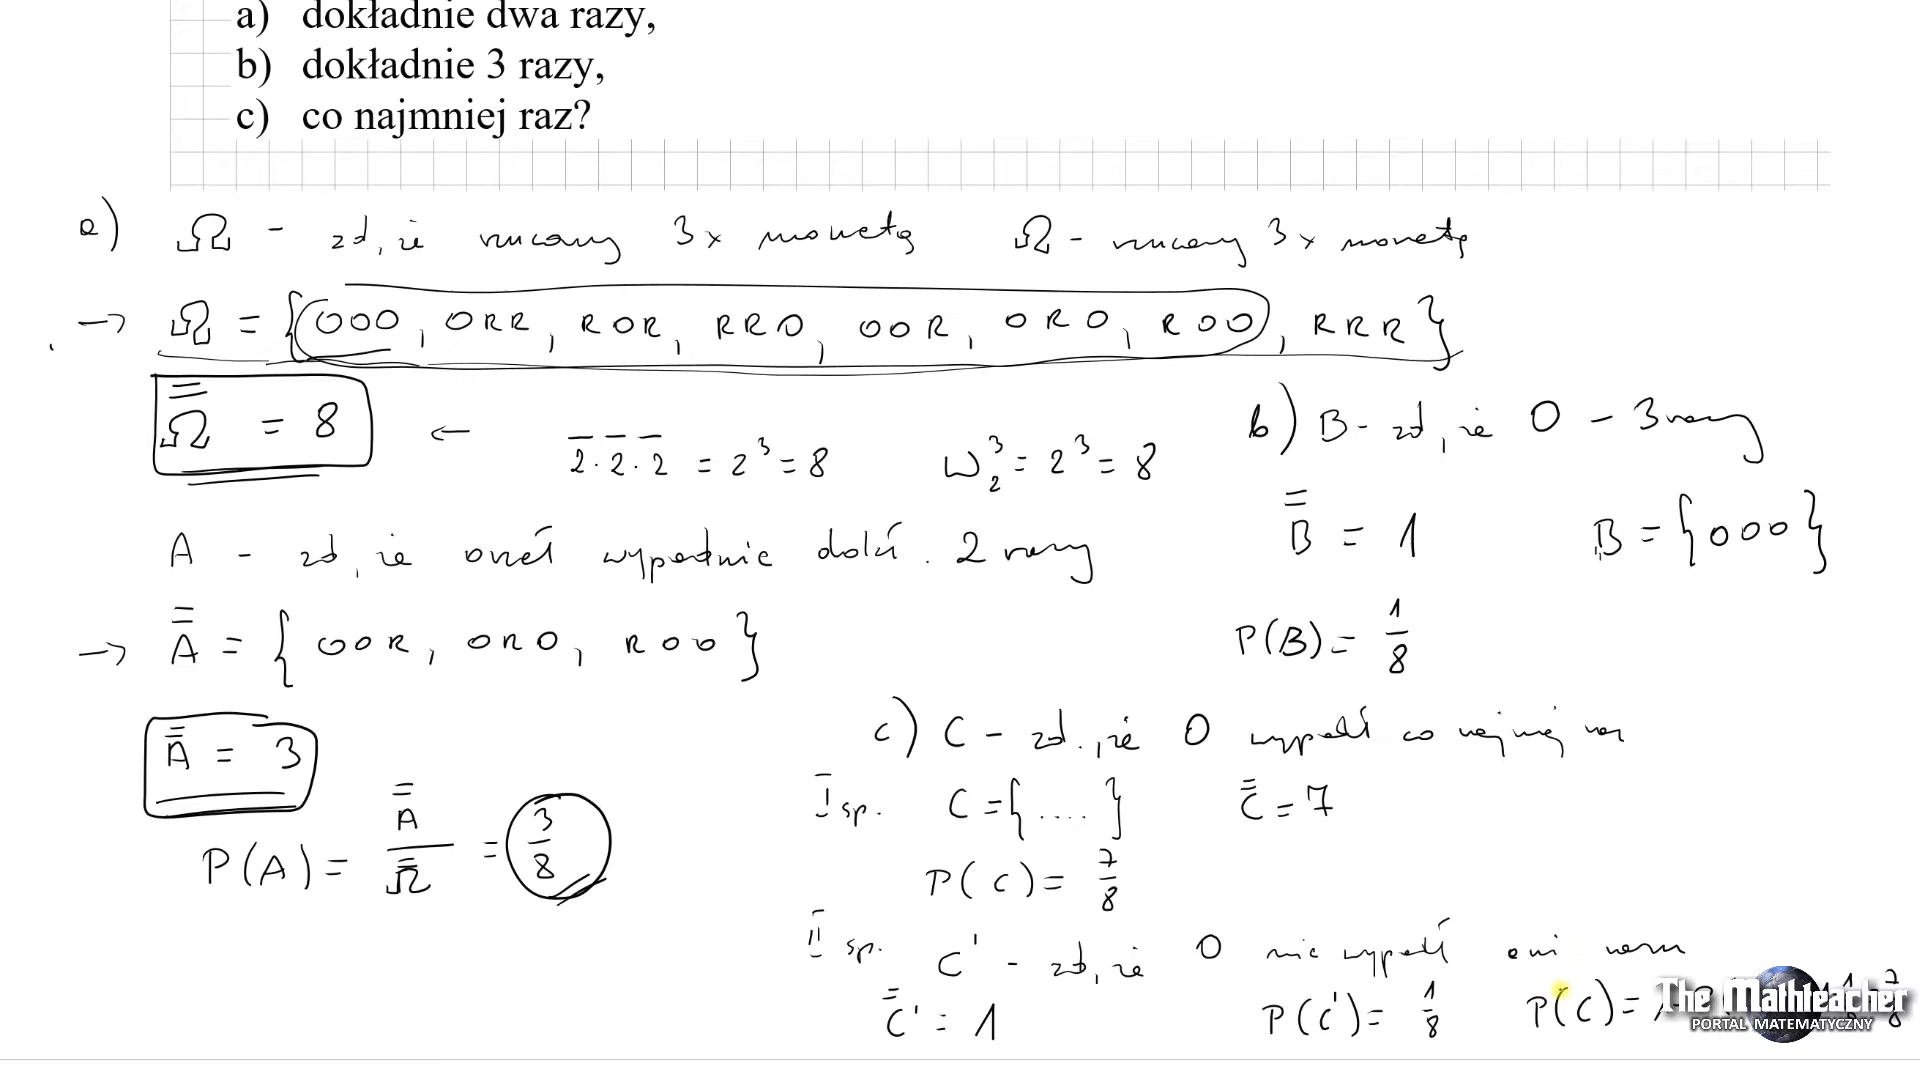 a) dokładnie dwa razy,
b) dokładnie 3 razy,
c) co najmniej raz?
a) Ω - zd, że rzucamy 3x monetą Ω - rzucamy 3x monetą
→ Ω = {OOO, ORR, ROR, RRO, OOR, ORO, ROO, RRR}
Ω̿ = 8 ← 2·2·2 = 2³ = 8 W₂³ = 2³ = 8
b) B - zd, że O - 3 razy
A - zd, że orzeł wypadnie dokł. 2 razy
B̿ = 1 B = {OOO}
→ A̿ = {OOR, ORO, ROO}
P(B) = 1/8
A̿ = 3
P(A) = A̿/Ω̿ = 3/8
c) C - zd., że O wypadł co najmniej raz
I sp. C = {....} C̿ = 7
P(C) = 7/8
II sp. C' - zd, że O nie wypadł ani razu
C̿' = 1 P(C') = 1/8 P(C) =
The Mathteacher
PORTAL MATEMATYCZNY